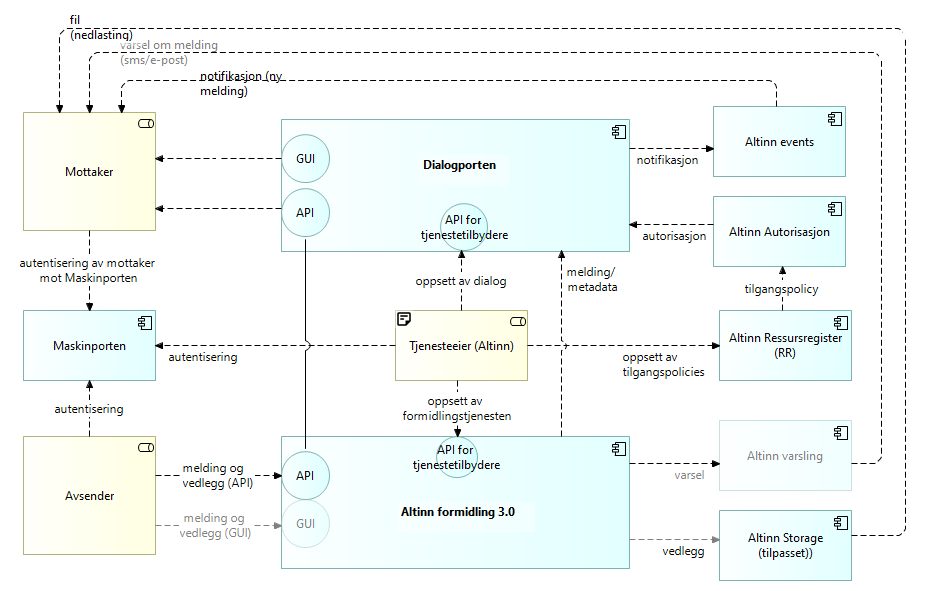 fil
(nedlasting)
varsel om melding
(sms/e-post)
notifikasjon (ny
melding)
Mottaker
GUI
API
Dialogporten
API for
tjenestetilbydere
notifikasjon
Altinn events
autorisasjon
Altinn Autorisasjon
autentisering av mottaker
mot Maskinporten
oppsett av dialog
melding/
metadata
tilgangspolicy
Maskinporten
autentisering
Tjenesteeier (Altinn)
oppsett av
tilgangspolicies
Altinn Ressursregister
(RR)
autentisering
oppsett av
formidlingstjenesten
Avsender
melding og
vedlegg (API)
melding og
vedlegg (GUI)
API
GUI
API for
tjenestetilbydere
Altinn formidling 3.0
varsel
Altinn varsling
vedlegg
Altinn Storage
(tilpasset))